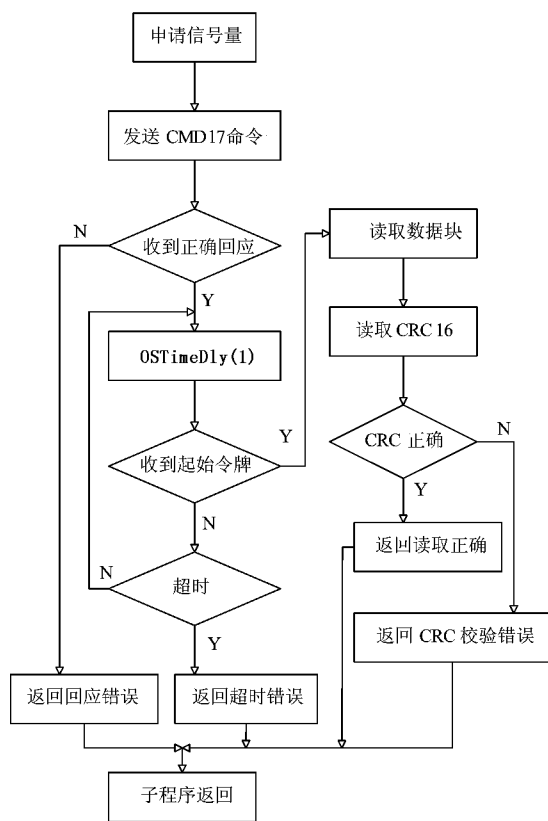 申请信号量
发送 CMD17命令
收到正确回应
N
Y
OSTimeDly(1)
收到起始令牌
Y
N
超时
N
Y
读取数据块
读取 CRC 16
CRC 正确
N
Y
返回读取正确
返回 CRC 校验错误
返回回应错误
返回超时错误
子程序返回